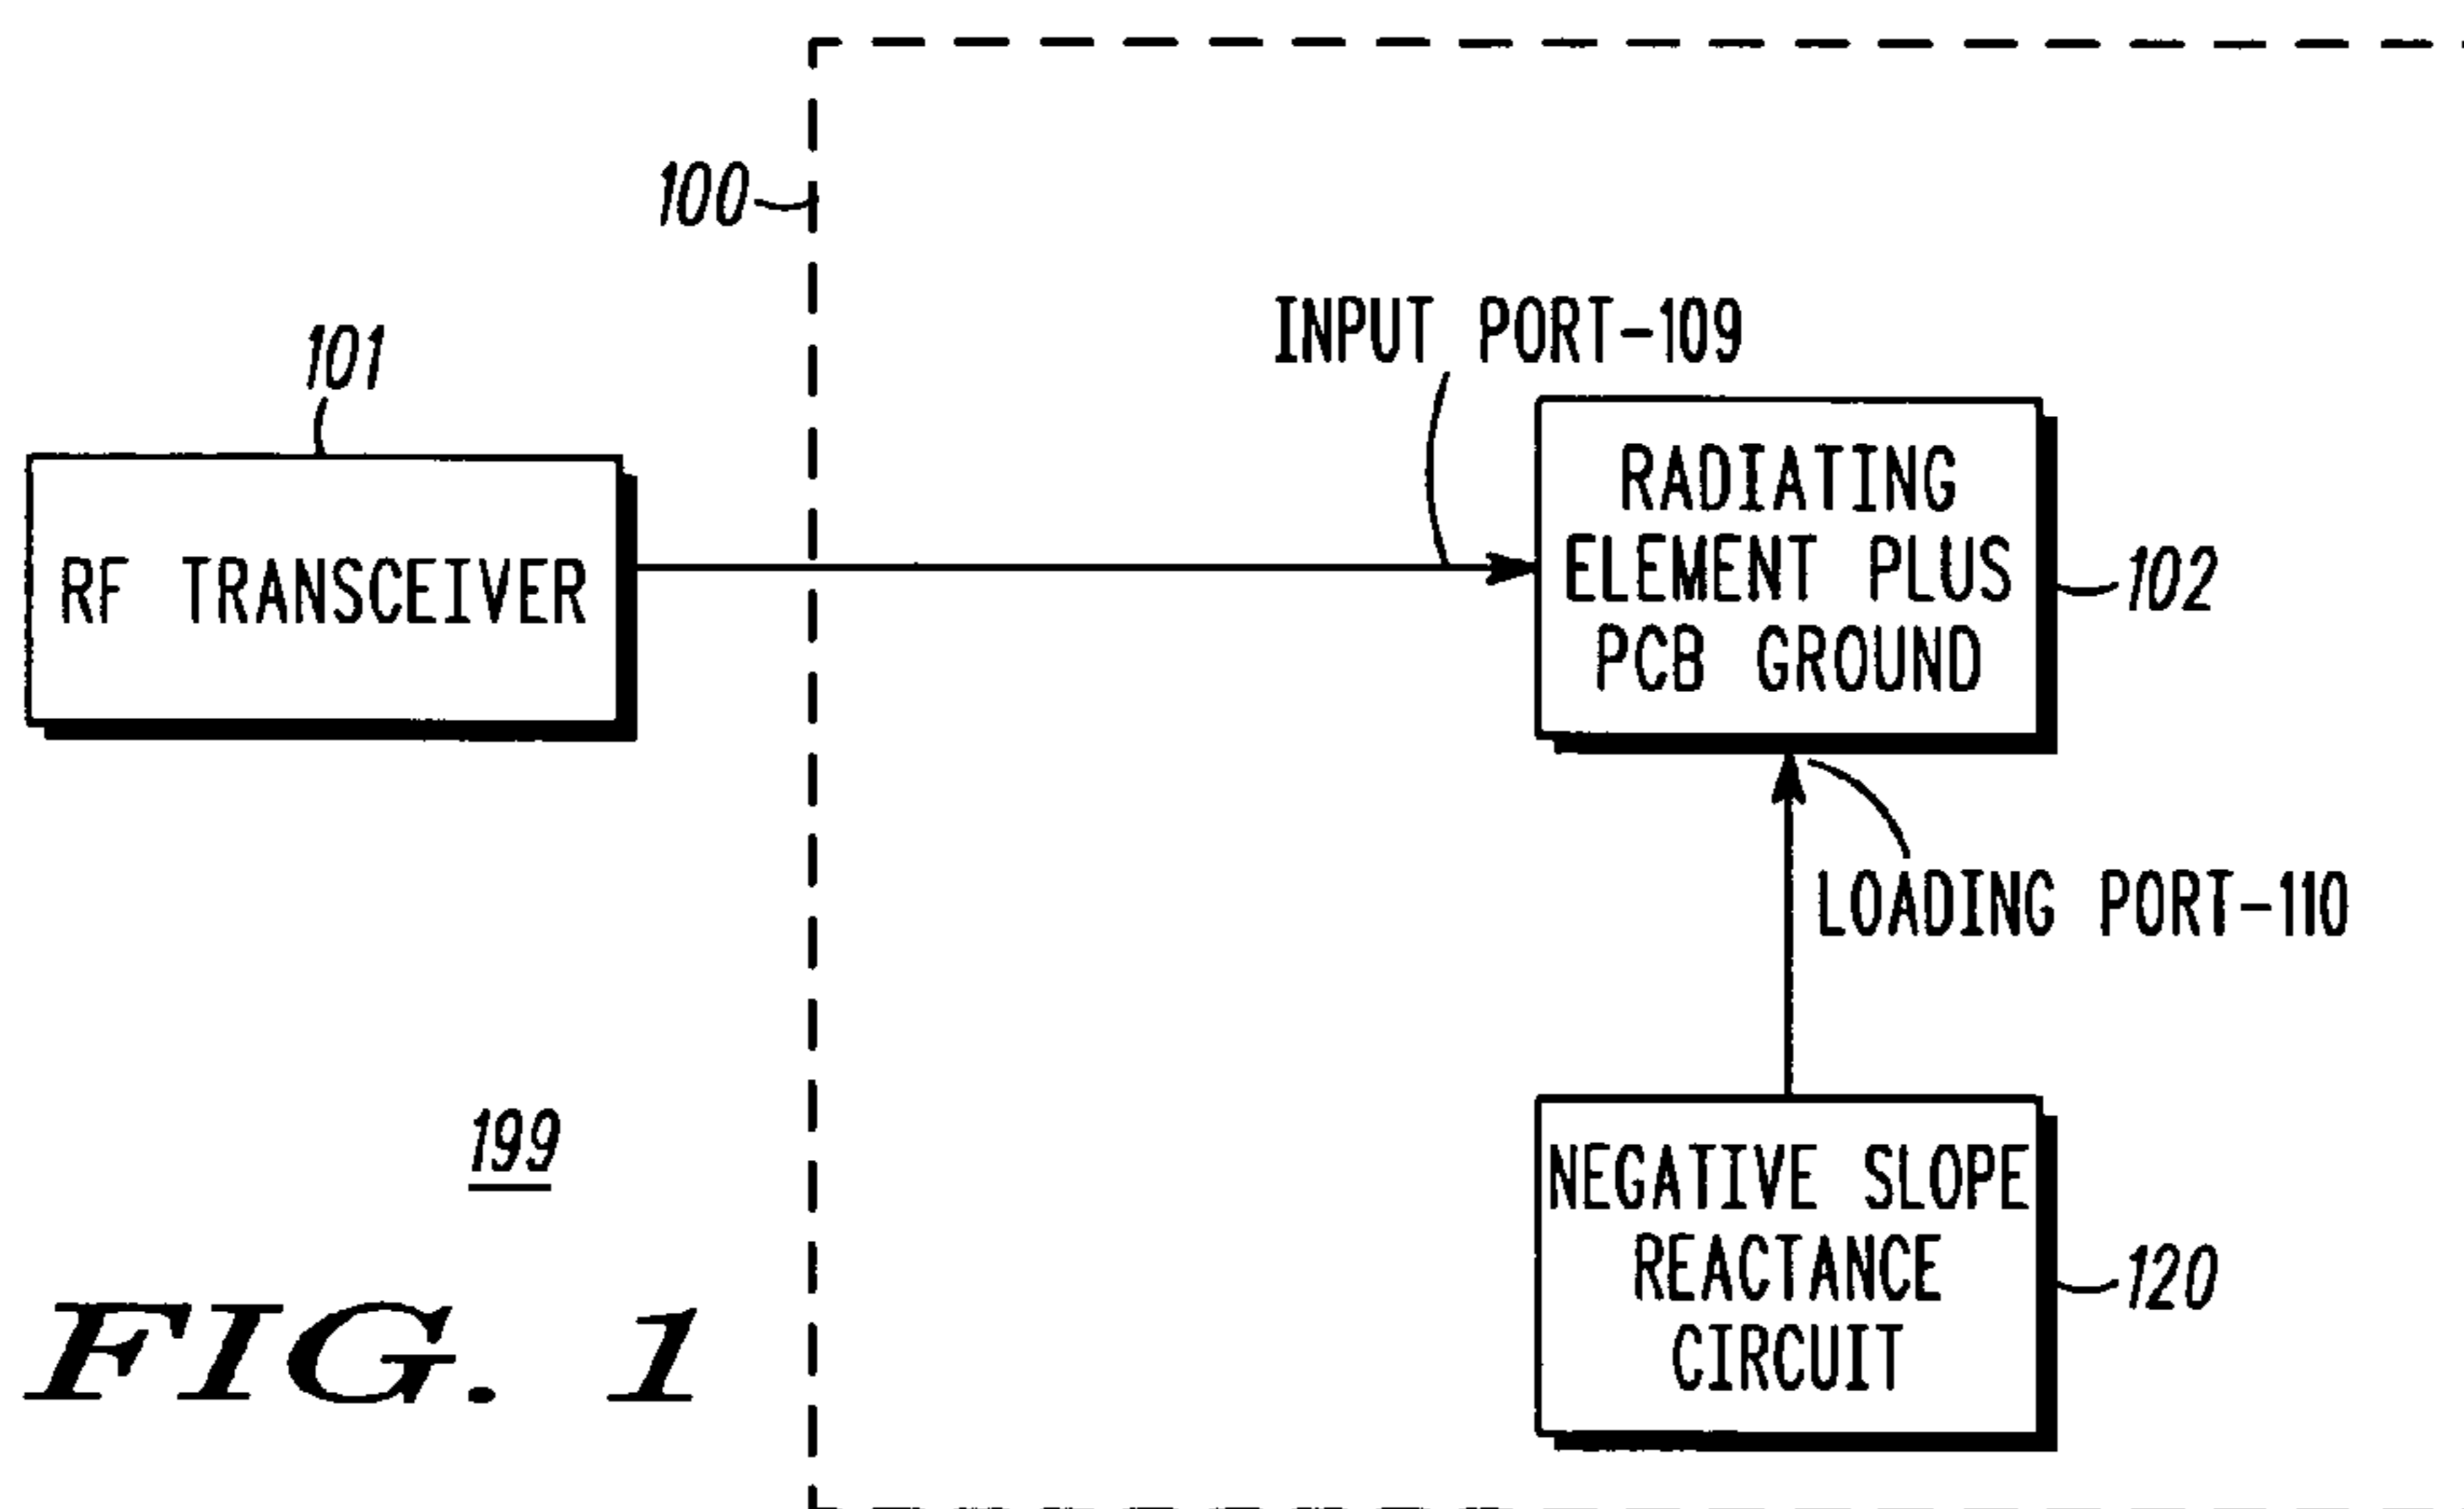 100
INPUT PORT-109
101
RADIATING
ELEMENT PLUS
PCB GROUND
102
RF TRANSCEIVER
LOADING PORT-110
199
NEGATIVE SLOPE
REACTANCE
CIRCUIT
120
FIG. 1